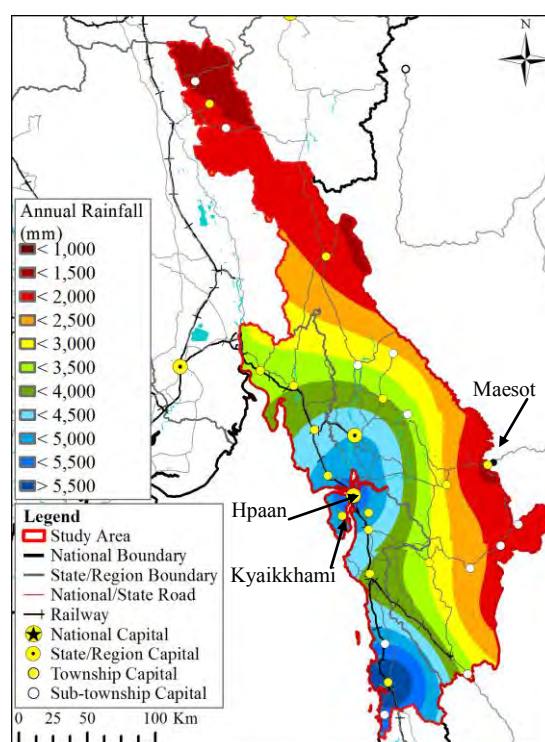 N
Annual Rainfall
(mm)
< 1,000
< 1,500
< 2,000
< 2,500
< 3,000
< 3,500
< 4,000
< 4,500
< 5,000
< 5,500
> 5,500
Maesot
Hpaan
Kyaikkhami
Legend
Study Area
National Boundary
State/Region Boundary
National/State Road
Railway
National Capital
State/Region Capital
Township Capital
Sub-township Capital
0 25 50 100 Km